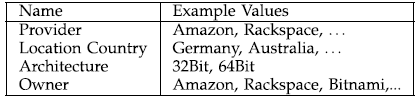 Name Example Values
Provider Amazon, Rackspace, ...
Location Country Germany, Australia, ...
Architecture 32Bit, 64Bit
Owner Amazon, Rackspace, Bitnami,...